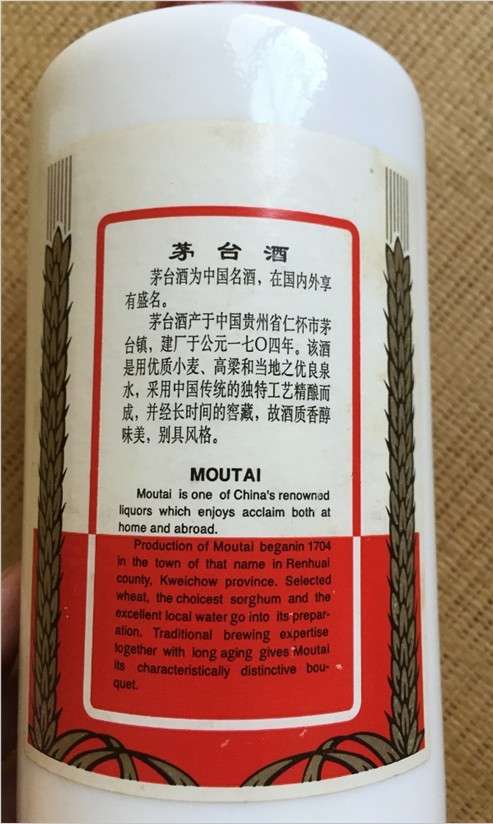 茅台酒
茅台酒为中国名酒，在国内外享
有盛名。
茅台酒产于中国贵州省仁怀市茅
台镇，建厂于公元一七〇四年。该酒
是用优质小麦、高粱和当地之优良泉
水，采用中国传统的独特工艺精酿而
成，并经长时间的窖藏，故酒质香醇
味美，别具风格。
MOUTAI
Moutai is one of China's renowned
liquors which enjoys acclaim both at
home and abroad.
Production of Moutai beganin 1704
in the town of that name in Renhuai
county, Kweichow province. Selected
wheat, the choicest sorghum and the
excellent local water go into its prepar-
ation. Traditional brewing expertise
together with long aging gives Moutai
its characteristically distinctive bou-
quet.